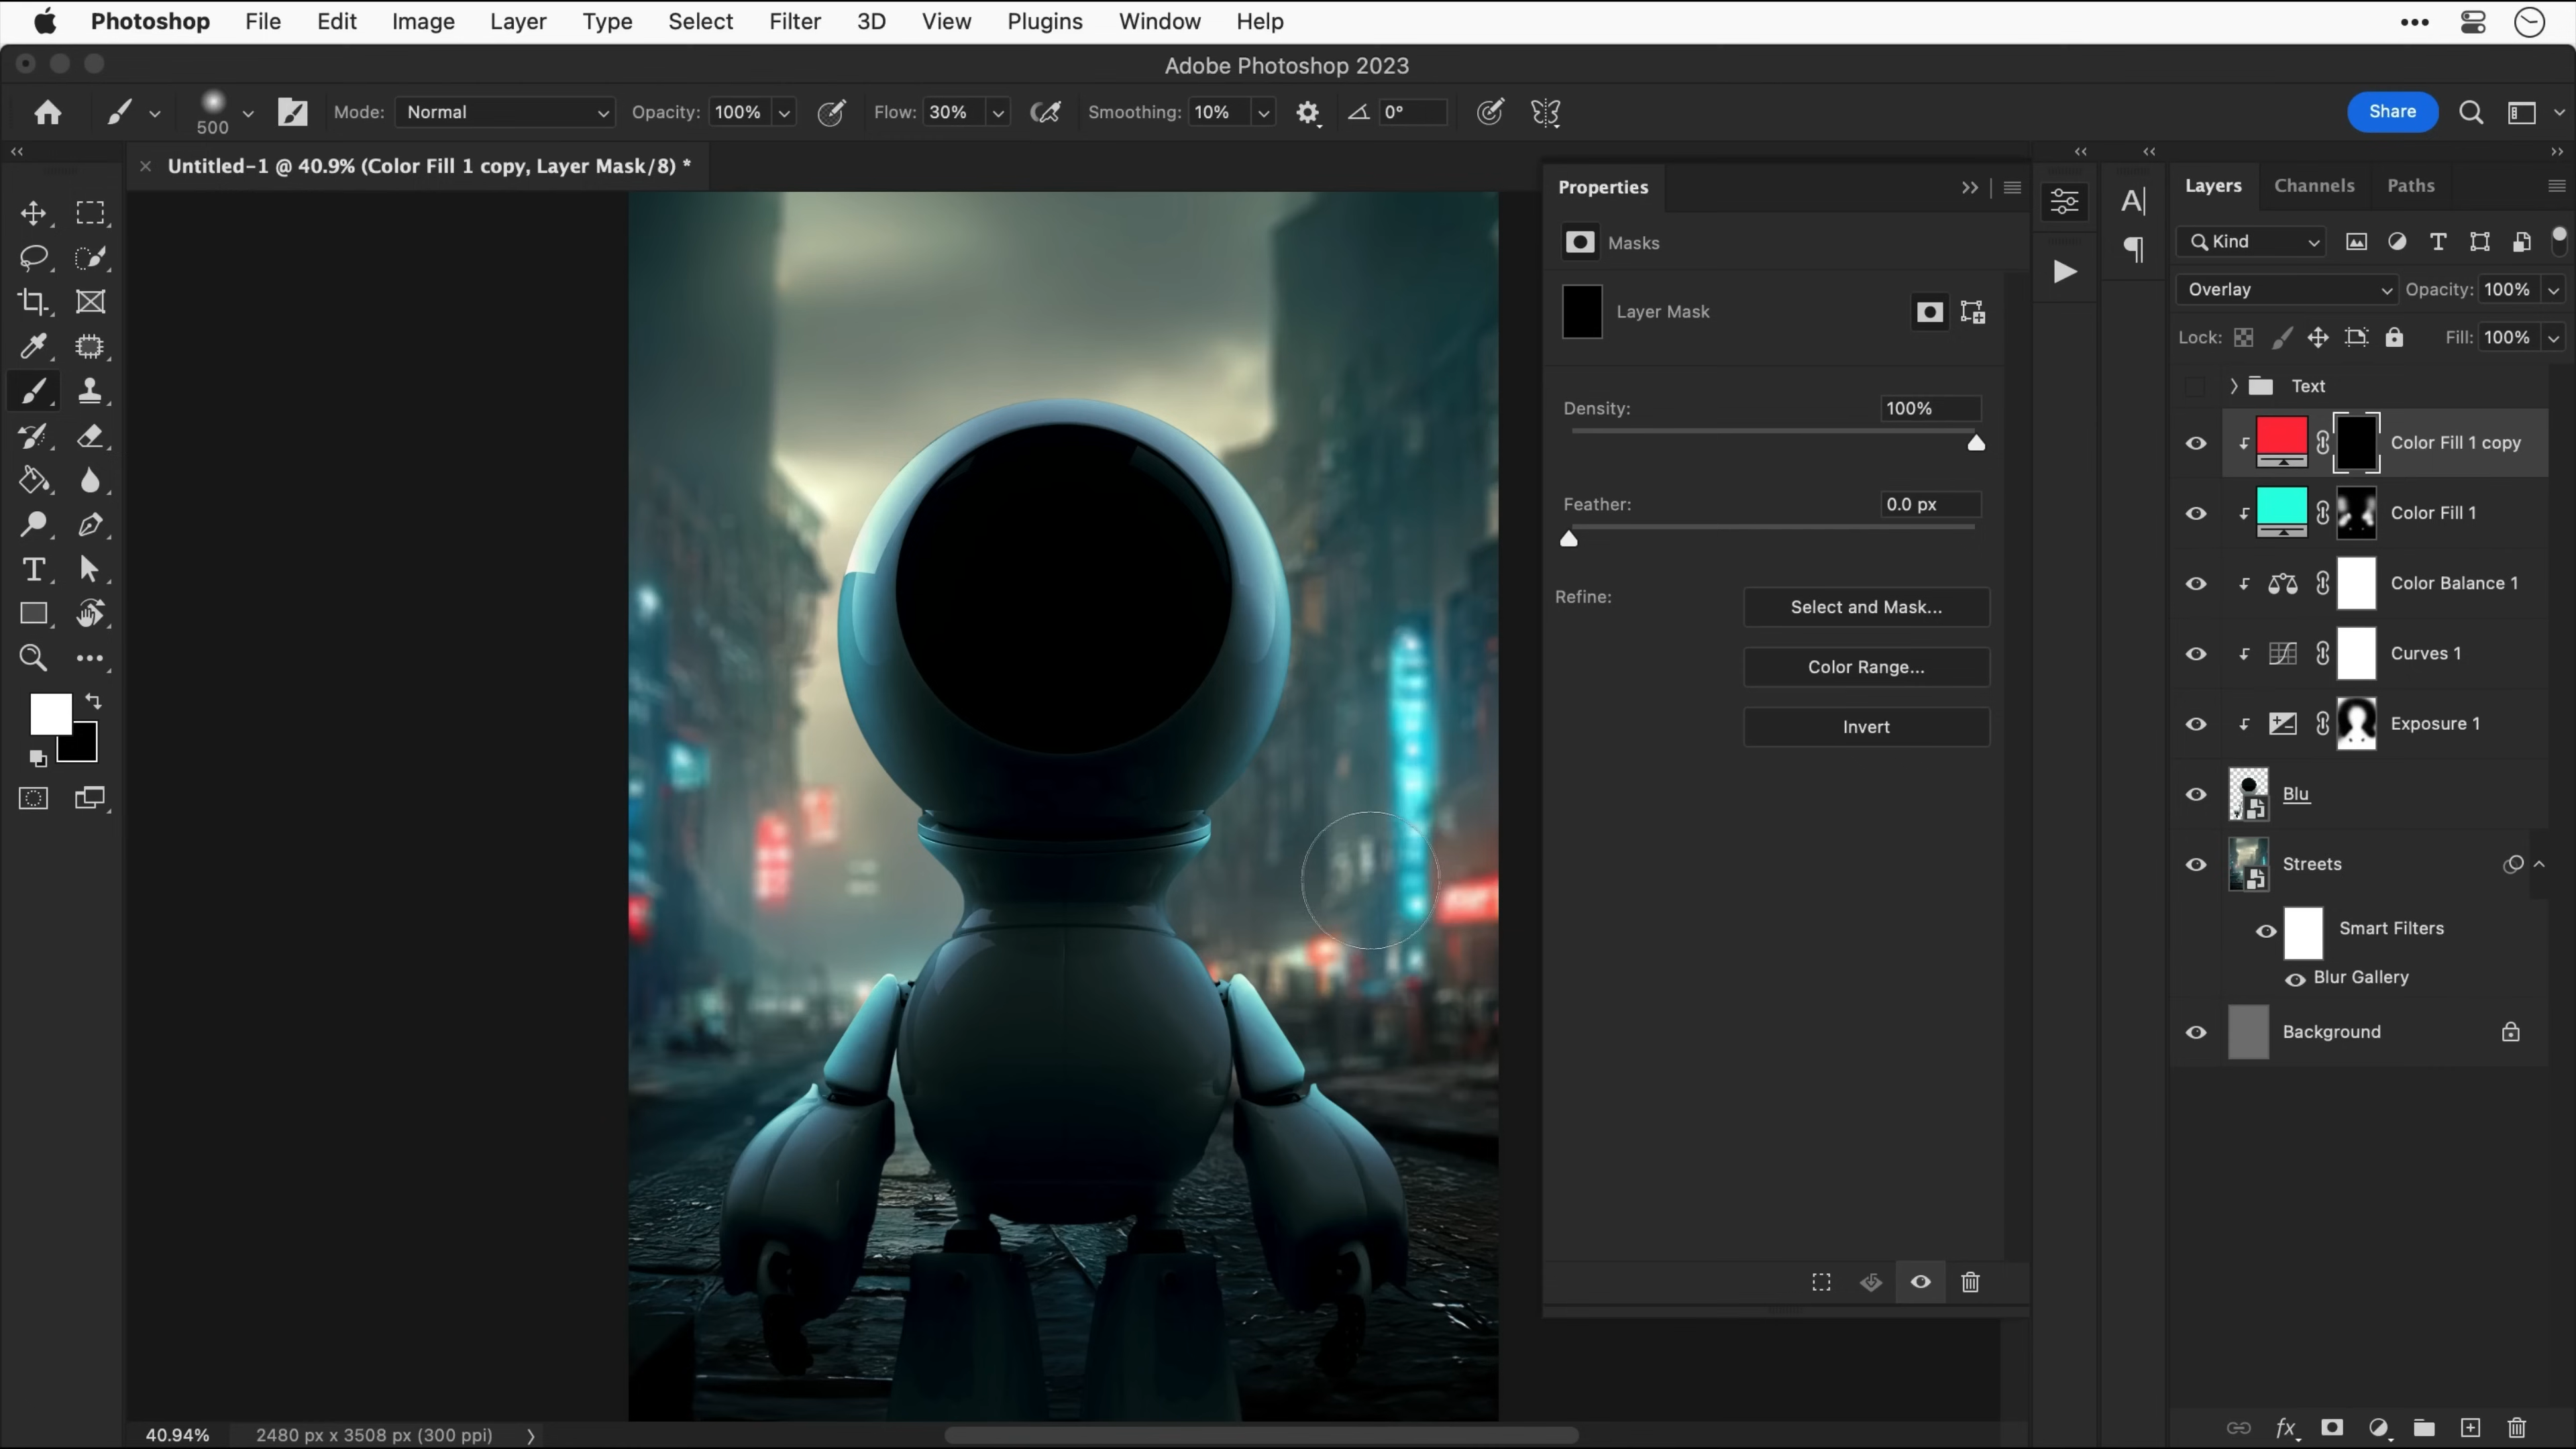 Photoshop File Edit Image Layer Type Select Filter 3D View Plugins Window Help
Adobe Photoshop 2023
500 Mode: Normal Opacity: 100% Flow: 30% Smoothing: 10% 0° Share
Untitled-1 @ 40.9% (Color Fill 1 copy, Layer Mask/8) *
Properties
Masks
Layer Mask
Density: 100%
Feather: 0.0 px
Refine:
Select and Mask...
Color Range...
Invert
Layers Channels Paths
Kind
Overlay Opacity: 100%
Lock: Fill: 100%
Text
Color Fill 1 copy
Color Fill 1
Color Balance 1
Curves 1
Exposure 1
Blu
Streets
Smart Filters
Blur Gallery
Background
40.94% 2480 px x 3508 px (300 ppi)